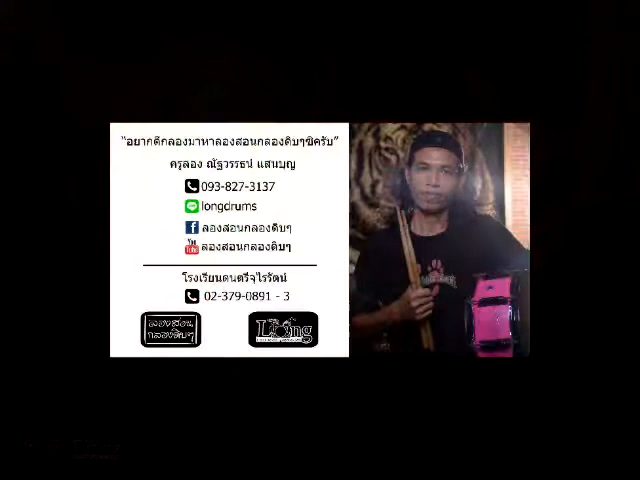 "อยากตีกลองมาหาลองสอนกลองดิบๆซิครับ"
ครูลอง ณัฐวรรธน์ แสนบุญ
093-827-3137
longdrums
ลองสอนกลองดิบๆ
You Tube ลองสอนกลองดิบๆ
โรงเรียนดนตรีจุไรรัตน์
02-379-0891 - 3
ลองสอน
กลองดิบๆ
Long